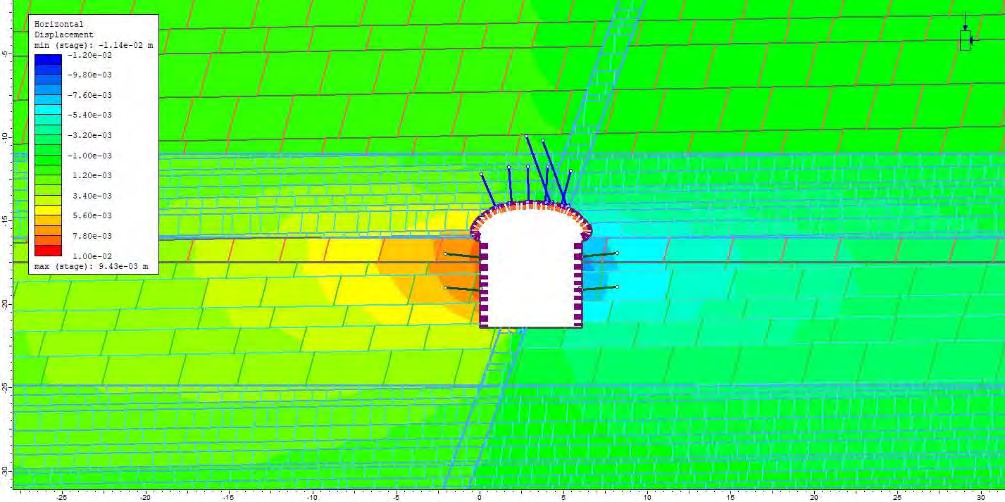 Horizontal
Displacement
min (stage): -1.14e-02 m
-1.20e-02
-9.80e-03
-7.60e-03
-5.40e-03
-3.20e-03
-1.00e-03
1.20e-03
3.40e-03
5.60e-03
7.80e-03
1.00e-02
max (stage): 9.43e-03 m
-5
-10
-15
-20
-25
-30
-25
-20
-15
-10
-5
0
5
10
15
20
25
30